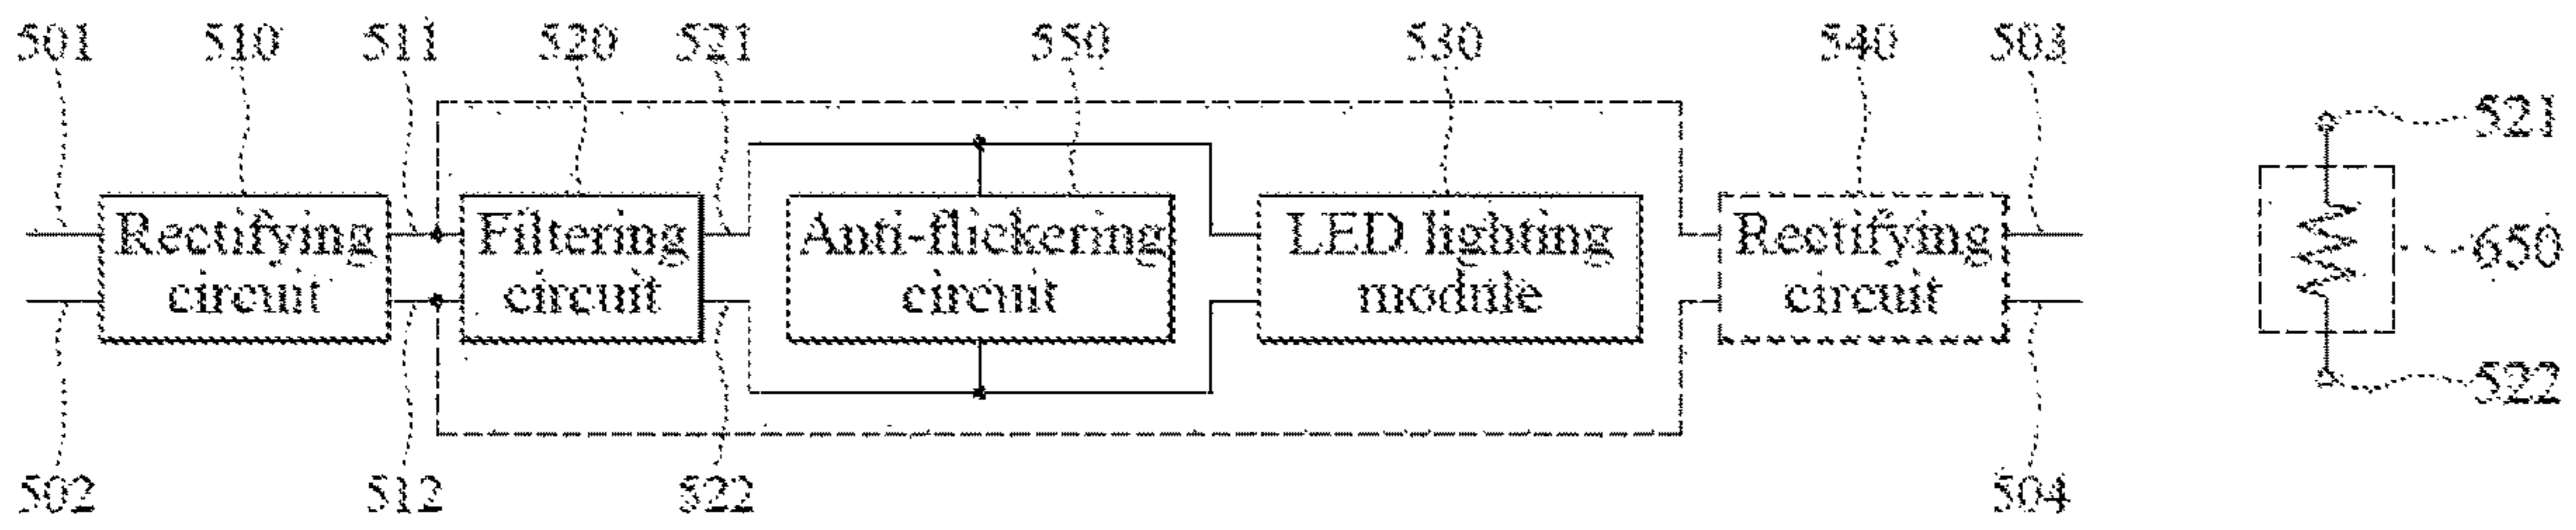 501 510 511 520 521 550 530 540 503
521
Rectifying circuit
Filtering circuit
Anti-flickering circuit
LED lighting module
Rectifying circuit
650
522
502 512 522 504